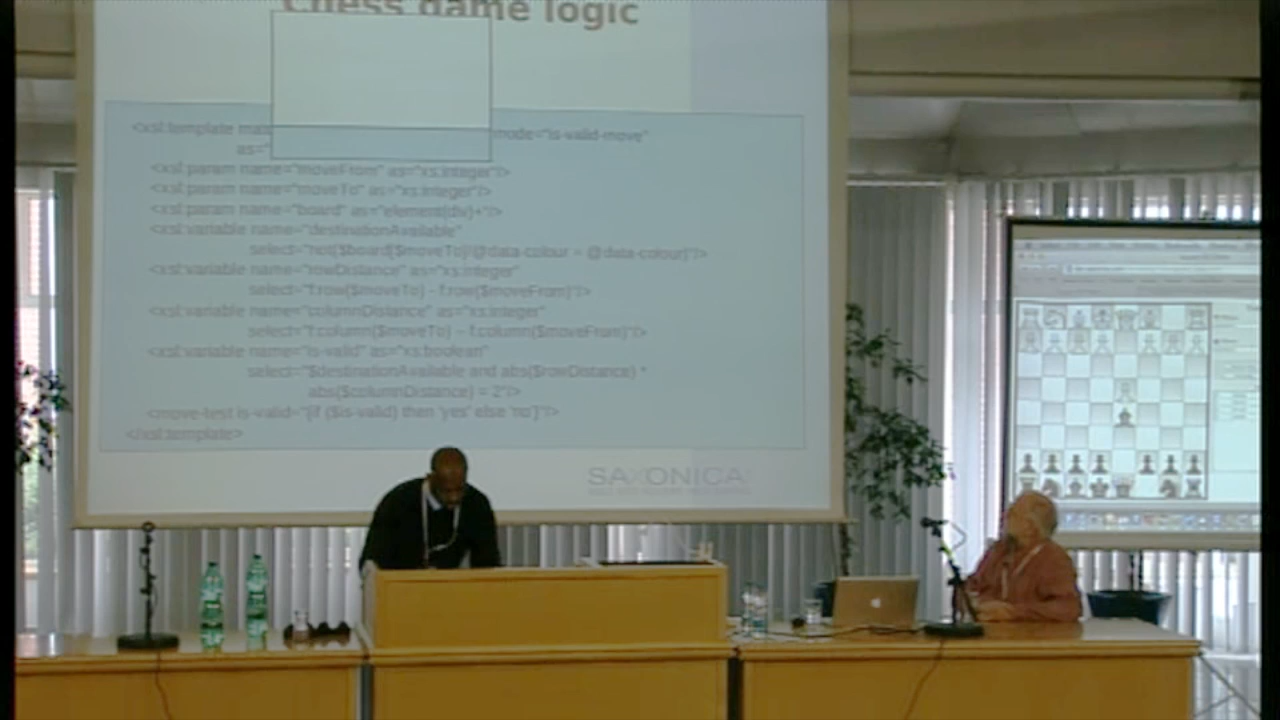 Chess game logic
<xsl:template mode="is-valid-move"
as="
<xsl:param name="moveFrom" as="xs:integer"/>
<xsl:param name="moveTo" as="xs:integer"/>
<xsl:param name="board" as="element(div)+"/>
<xsl:variable name="destinationAvailable"
select="not($board[$moveTo]/@data-colour = @data-colour)"/>
<xsl:variable name="rowDistance" as="xs:integer"
select="f:row($moveTo) - f:row($moveFrom)"/>
<xsl:variable name="columnDistance" as="xs:integer"
select="f:column($moveTo) – f:column($moveFrom)"/>
<xsl:variable name="is-valid" as="xs:boolean"
select="$destinationAvailable and abs($rowDistance) *
abs($columnDistance) = 2"/>
<move-test is-valid="{if ($is-valid) then 'yes' else 'no'}"/>
</xsl:template>
SAXONICA